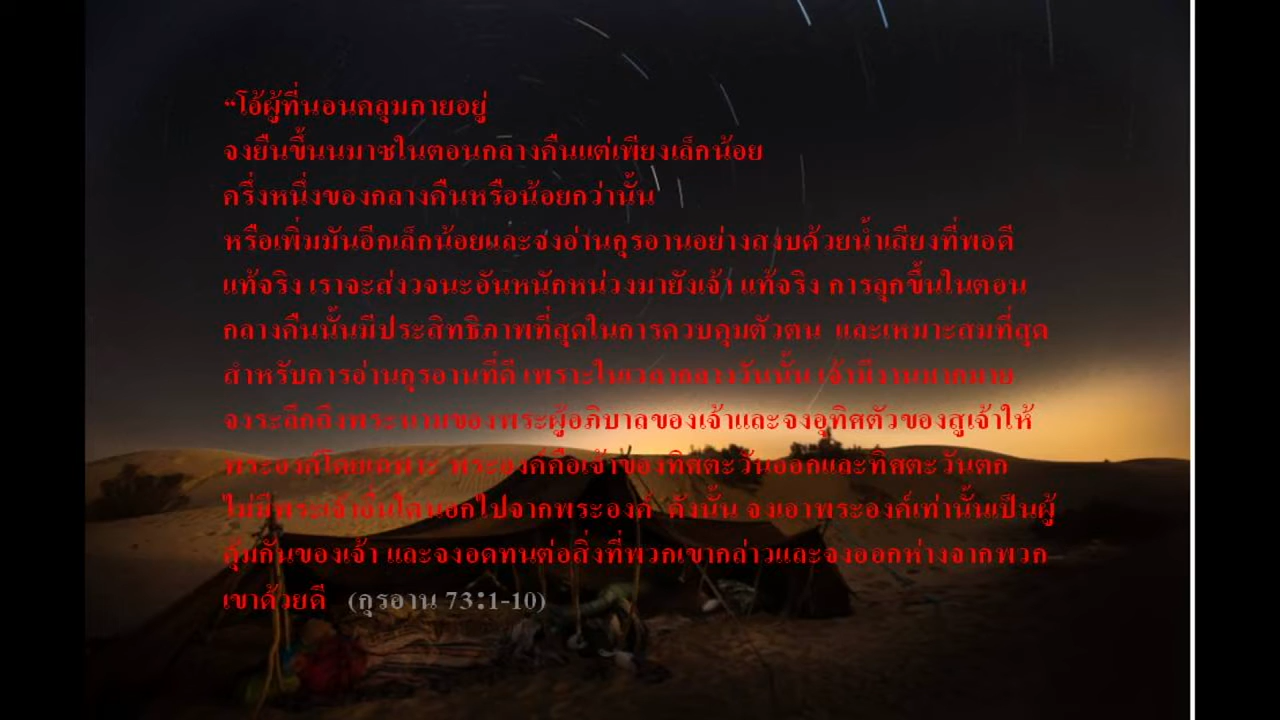 “โอ้ผู้ที่นอนคลุมกายอยู่
จงยืนขึ้นนมาซในตอนกลางคืนแต่เพียงเล็กน้อย
ครึ่งหนึ่งของกลางคืนหรือน้อยกว่านั้น
หรือเพิ่มมันอีกเล็กน้อยและจงอ่านกุรอานอย่างสงบด้วยน้ำเสียงที่พอดี
แท้จริง เราจะส่งวจนะอันหนักหน่วงมายังเจ้า แท้จริง การลุกขึ้นในตอน
กลางคืนนั้นมีประสิทธิภาพที่สุดในการควบคุมตัวตน และเหมาะสมที่สุด
สำหรับการอ่านกุรอานที่ดี เพราะในเวลากลางวันนั้น เจ้ามีงานมากมาย
จงระลึกถึงพระนามของพระผู้อภิบาลของเจ้าและจงอุทิศตัวของสูเจ้าให้
พระองค์โดยเฉพาะ พระองค์คือเจ้าของทิศตะวันออกและทิศตะวันตก
ไม่มีพระเจ้าอื่นใดนอกไปจากพระองค์ ดังนั้น จงเอาพระองค์เท่านั้นเป็นผู้
คุ้มกันของเจ้า และจงอดทนต่อสิ่งที่พวกเขากล่าวและจงออกห่างจากพวก
เขาด้วยดี (กุรอาน 73:1-10)